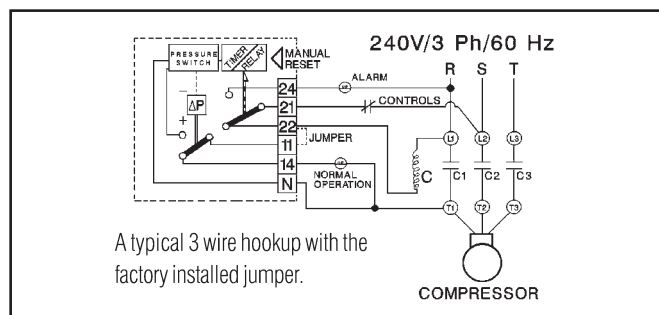 240V/3 Ph/60 Hz
PRESSURE
SWITCH
TIMER
RELAY
MANUAL
RESET
R S T
ALARM
24
21
CONTROLS
22
JUMPER
11
14
NORMAL
OPERATION
N
−
+
ΔP
C
L1 L2 L3
C1 C2 C3
T1 T2 T3
A typical 3 wire hookup with the
factory installed jumper.
COMPRESSOR